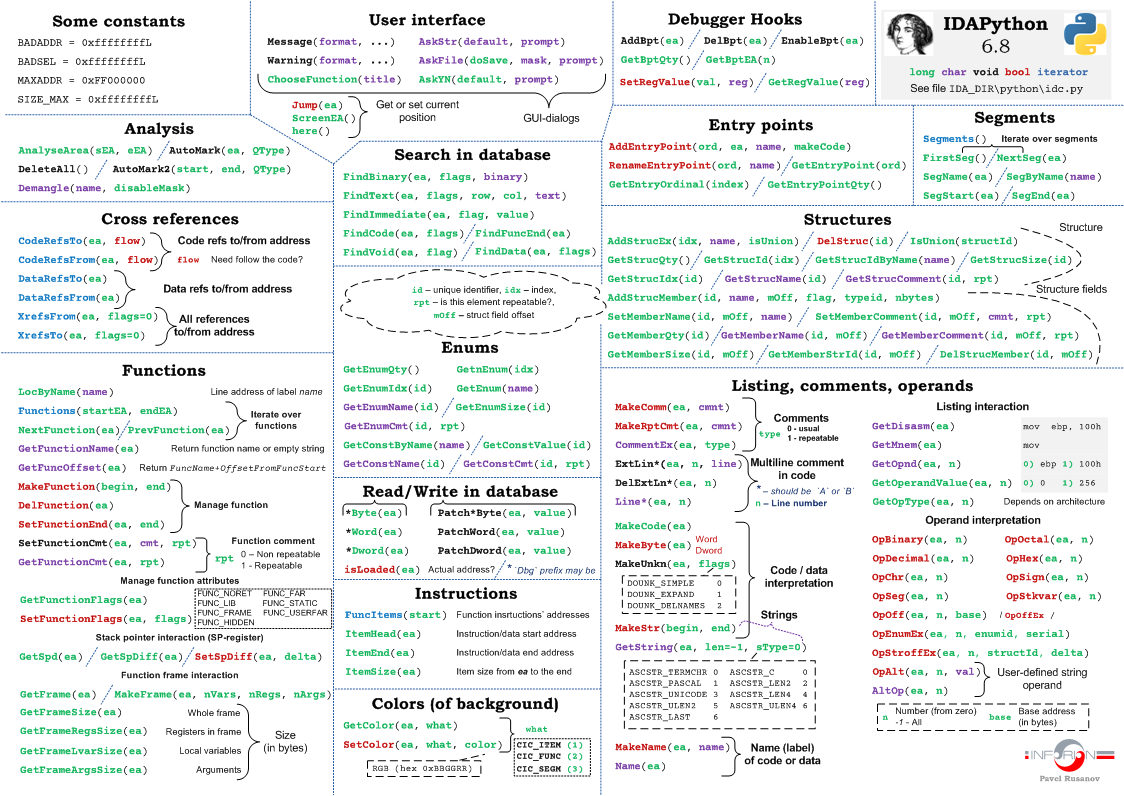 Some constants
BADADDR = 0xffffffffL
BADSEL = 0xffffffffL
MAXADDR = 0xFF000000
SIZE_MAX = 0xffffffffL
User interface
Message(format, ...) AskStr(default, prompt)
Warning(format, ...) AskFile(doSave, mask, prompt)
ChooseFunction(title) AskYN(default, prompt)
Jump(ea)
ScreenEA()
here()
Get or set current
position
GUI-dialogs
Debugger Hooks
AddBpt(ea) DelBpt(ea) EnableBpt(ea)
GetBptQty() GetBptEA(n)
SetRegValue(val, reg) GetRegValue(reg)
IDAPython
6.8
long char void bool iterator
See file IDA_DIR\python\idc.py
Analysis
AnalyseArea(sEA, eEA) AutoMark(ea, QType)
DeleteAll() AutoMark2(start, end, QType)
Demangle(name, disableMask)
Search in database
FindBinary(ea, flags, binary)
FindText(ea, flags, row, col, text)
FindImmediate(ea, flag, value)
FindCode(ea, flags) FindFuncEnd(ea)
FindVoid(ea, flag) FindData(ea, flags)
Entry points
AddEntryPoint(ord, ea, name, makeCode)
RenameEntryPoint(ord, name) GetEntryPoint(ord)
GetEntryOrdinal(index) GetEntryPointQty()
Segments
Segments() Iterate over segments
FirstSeg() NextSeg(ea)
SegName(ea) SegByName(name)
SegStart(ea) SegEnd(ea)
Cross references
CodeRefsTo(ea, flow) Code refs to/from address
CodeRefsFrom(ea, flow) flow Need follow the code?
DataRefsTo(ea)
DataRefsFrom(ea)
Data refs to/from address
XrefsFrom(ea, flags=0)
XrefsTo(ea, flags=0)
All references
to/from address
id – unique identifier, idx – index,
rpt – is this element repeatable?,
mOff – struct field offset
Structures
Structure
AddStrucEx(idx, name, isUnion) DelStruc(id) IsUnion(structId)
GetStrucQty() GetStrucId(idx) GetStrucIdByName(name) GetStrucSize(id)
GetStrucIdx(id) GetStrucName(id) GetStrucComment(id, rpt)
Structure fields
AddStrucMember(id, name, mOff, flag, typeid, nbytes)
SetMemberName(id, mOff, name) SetMemberComment(id, mOff, cmnt, rpt)
GetMemberQty(id) GetMemberName(id, mOff) GetMemberComment(id, mOff, rpt)
GetMemberSize(id, mOff) GetMemberStrId(id, mOff) DelStrucMember(id, mOff)
Enums
GetEnumQty() GetnEnum(idx)
GetEnumIdx(id) GetEnum(name)
GetEnumName(id) GetEnumSize(id)
GetEnumCmt(id, rpt)
GetConstByName(name) GetConstValue(id)
GetConstName(id) GetConstCmt(id, rpt)
Functions
LocByName(name) Line address of label name
Functions(startEA, endEA)
NextFunction(ea) PrevFunction(ea)
Iterate over
functions
GetFunctionName(ea) Return function name or empty string
GetFuncOffset(ea) Return FuncName+OffsetFromFuncStart
MakeFunction(begin, end)
DelFunction(ea)
SetFunctionEnd(ea, end)
Manage function
SetFunctionCmt(ea, cmt, rpt)
GetFunctionCmt(ea, rpt)
Function comment
rpt
0 – Non repeatable
1 - Repeatable
Manage function attributes
GetFunctionFlags(ea)
SetFunctionFlags(ea, flags)
FUNC_NORET FUNC_FAR
FUNC_LIB FUNC_STATIC
FUNC_FRAME FUNC_USERFAR
FUNC_HIDDEN
Stack pointer interaction (SP-register)
GetSpd(ea) GetSpDiff(ea) SetSpDiff(ea, delta)
Function frame interaction
GetFrame(ea) MakeFrame(ea, nVars, nRegs, nArgs)
GetFrameSize(ea) Whole frame
GetFrameRegsSize(ea) Registers in frame
GetFrameLvarSize(ea) Local variables
GetFrameArgsSize(ea) Arguments
Size
(in bytes)
Read/Write in database
*Byte(ea) Patch*Byte(ea, value)
*Word(ea) PatchWord(ea, value)
*Dword(ea) PatchDword(ea, value)
isLoaded(ea) Actual address? * `Dbg` prefix may be
Instructions
FuncItems(start) Function insrtuctions` addresses
ItemHead(ea) Instruction/data start address
ItemEnd(ea) Instruction/data end address
ItemSize(ea) Item size from ea to the end
Colors (of background)
GetColor(ea, what)
SetColor(ea, what, color)
RGB (hex 0xBBGGRR)
what
CIC_ITEM (1)
CIC_FUNC (2)
CIC_SEGM (3)
Listing, comments, operands
MakeComm(ea, cmnt)
MakeRptCmt(ea, cmnt)
CommentEx(ea, type)
Comments
type
0 - usual
1 - repeatable
ExtLin*(ea, n, line)
DelExtLn*(ea, n)
Line*(ea, n)
Multiline comment
in code
* – should be `A` or `B`
n – Line number
MakeCode(ea)
MakeByte(ea)
Word
Dword
MakeUnkn(ea, flags)
DOUNK_SIMPLE 0
DOUNK_EXPAND 1
DOUNK_DELNAMES 2
Code / data
interpretation
Strings
MakeStr(begin, end)
GetString(ea, len=-1, sType=0)
ASCSTR_TERMCHR 0 ASCSTR_C 0
ASCSTR_PASCAL 1 ASCSTR_LEN2 2
ASCSTR_UNICODE 3 ASCSTR_LEN4 4
ASCSTR_ULEN2 5 ASCSTR_ULEN4 6
ASCSTR_LAST 6
MakeName(ea, name)
Name(ea)
Name (label)
of code or data
Listing interaction
GetDisasm(ea) mov ebp, 100h
GetMnem(ea) mov
GetOpnd(ea, n) 0) ebp 1) 100h
GetOperandValue(ea, n) 0) 0 1) 256
GetOpType(ea, n) Depends on architecture
Operand interpretation
OpBinary(ea, n) OpOctal(ea, n)
OpDecimal(ea, n) OpHex(ea, n)
OpChr(ea, n) OpSign(ea, n)
OpSeg(ea, n) OpStkvar(ea, n)
OpOff(ea, n, base) / OpOffEx /
OpEnumEx(ea, n, enumid, serial)
OpStroffEx(ea, n, structId, delta)
OpAlt(ea, n, val)
AltOp(ea, n)
User-defined string
operand
n
Number (from zero)
-1 - All
base
Base address
(in bytes)
INFORION
Pavel Rusanov